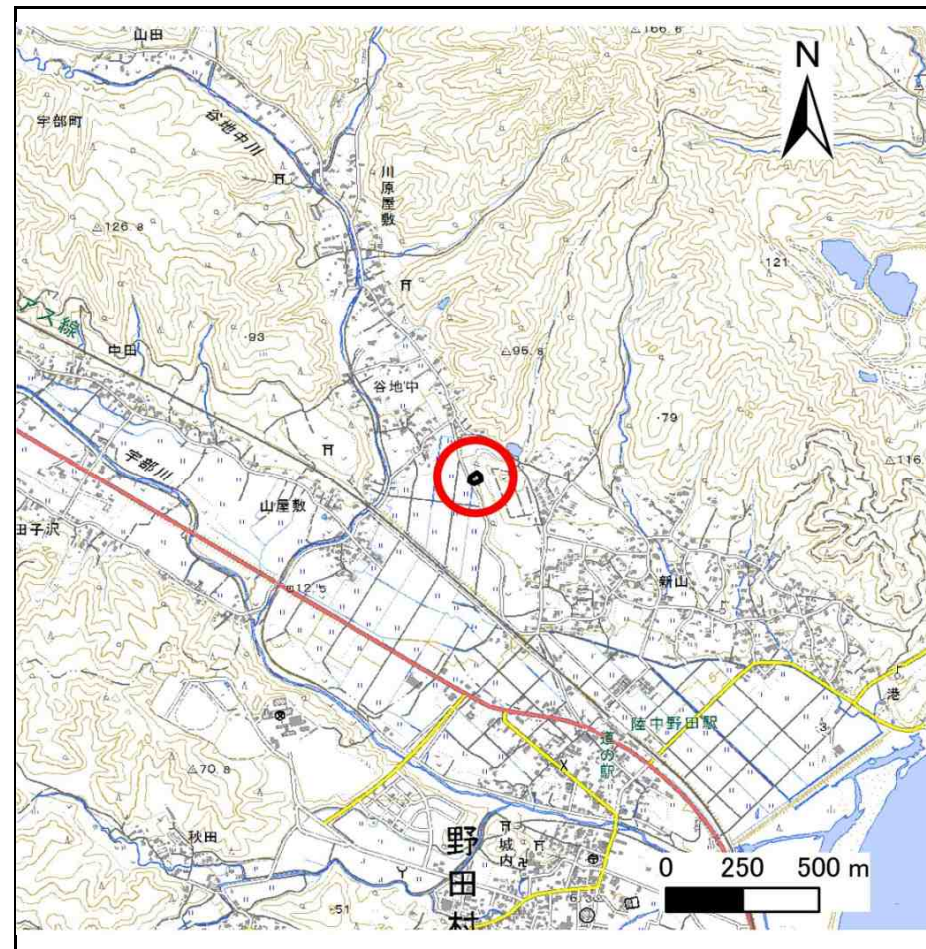 山田
166.6
N
宇部町
谷地中川
川原屋敷
126.8
121
アス線
中田
93
96.8
谷地中
79
116.
宇部川
山屋敷
田子沢
新山
12.5
港
陸中野田駅
道の駅
3
70.8
秋田
野田村
城内
0 250 500 m
51
6.3